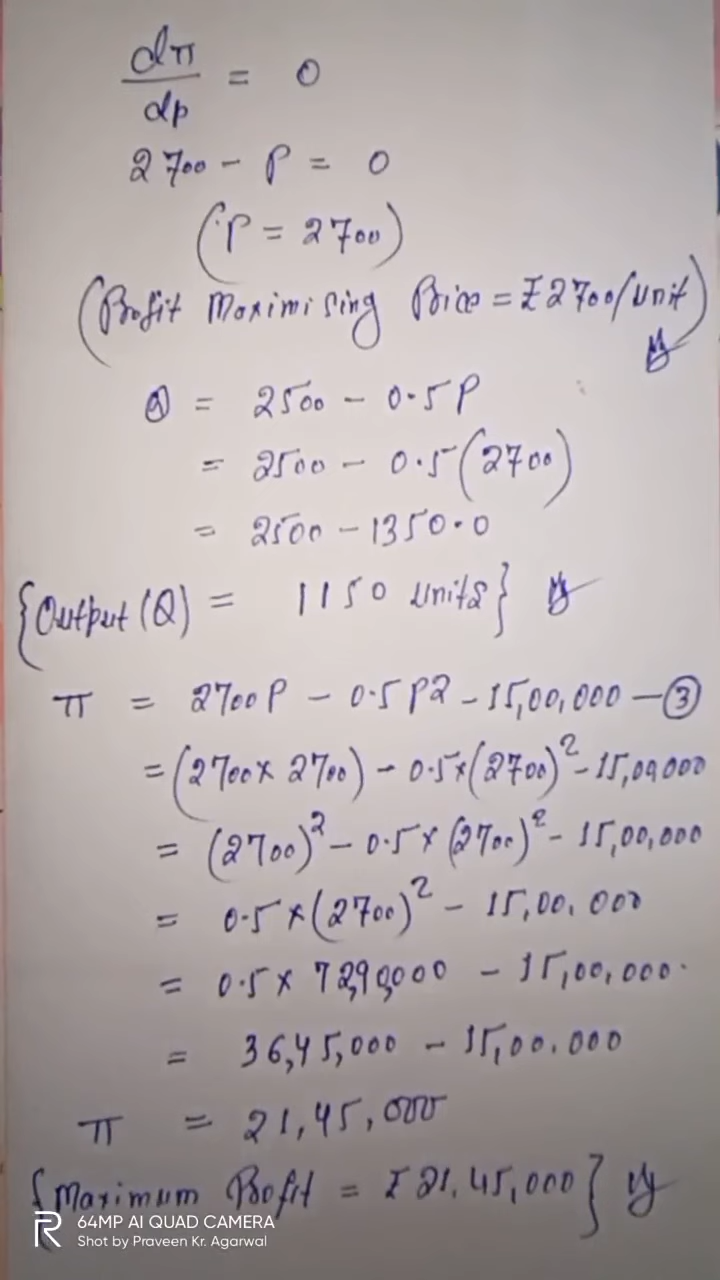 dπ/dp = 0
2700 - P = 0
(P = 2700)
(Profit Maximising Price = ₹2700/Unit)
Q = 2500 - 0.5P
= 2500 - 0.5(2700)
= 2500 - 1350.0
{Output (Q) = 1150 units}
π = 2700P - 0.5P2 - 15,00,000 — ③
= (2700 x 2700) - 0.5x(2700)² - 15,00,000
= (2700)² - 0.5 x (2700)² - 15,00,000
= 0.5 x (2700)² - 15,00,000
= 0.5 x 72,90,000 - 15,00,000.
= 36,45,000 - 15,00,000
π = 21,45,000
{Maximum Profit = ₹21,45,000}
64MP AI QUAD CAMERA
Shot by Praveen Kr. Agarwal